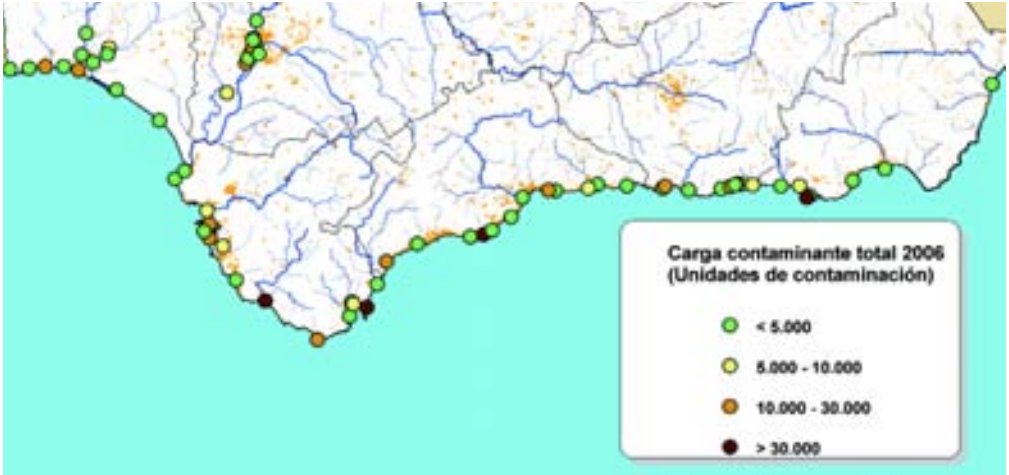 Carga contaminante total 2006
(Unidades de contaminación)
< 5.000
5.000 - 10.000
10.000 - 30.000
> 30.000